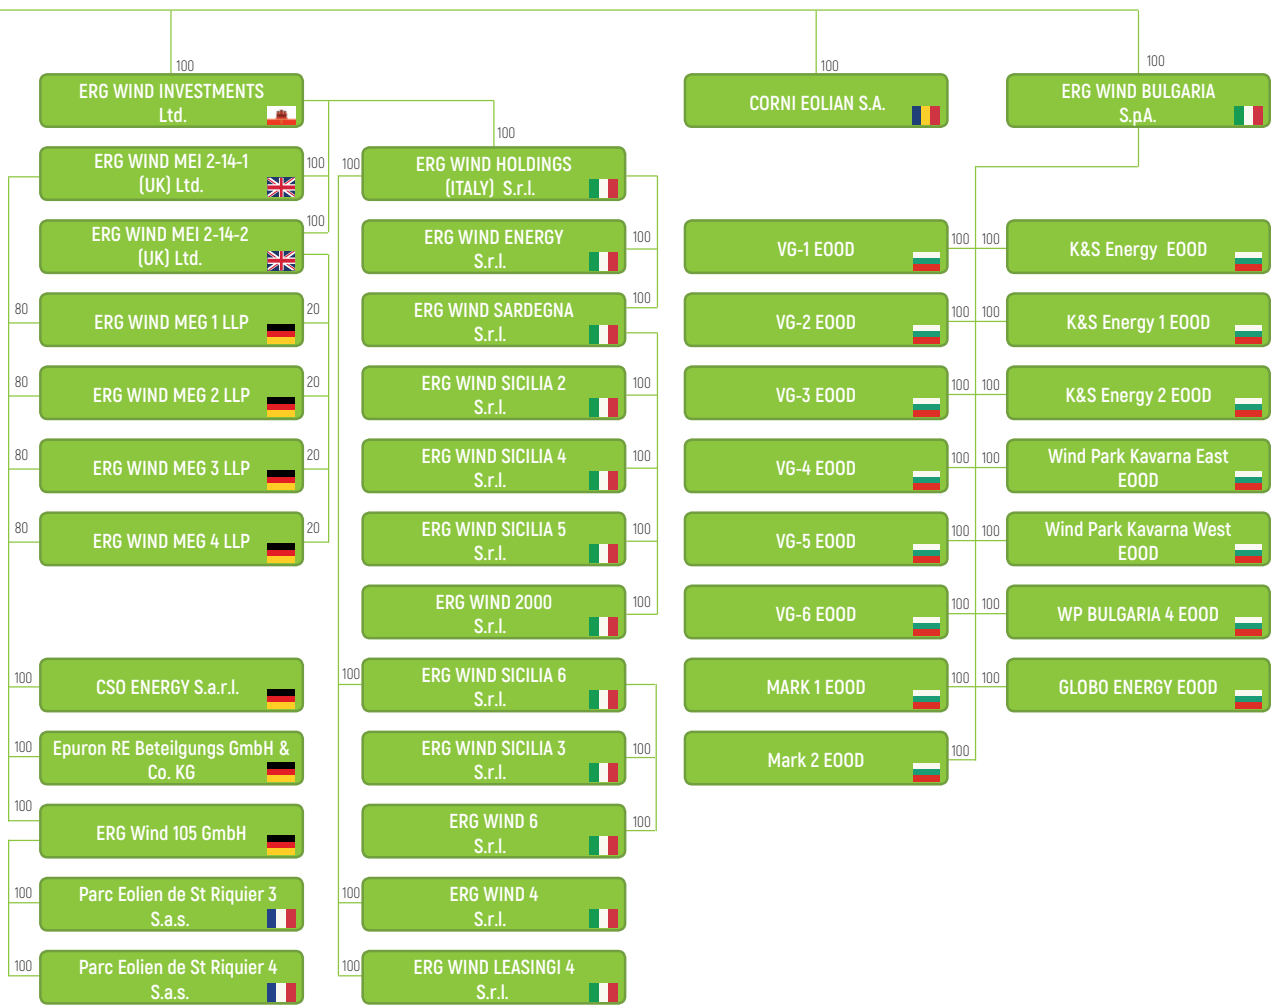 100
100
100
ERG WIND INVESTMENTS
Ltd.
CORNI EOLIAN S.A.
ERG WIND BULGARIA
S.p.A.
100
ERG WIND MEI 2-14-1
(UK) Ltd.
100
100
ERG WIND HOLDINGS
(ITALY) S.r.l.
ERG WIND MEI 2-14-2
(UK) Ltd.
100
ERG WIND ENERGY
S.r.l.
100
VG-1 EOOD
100
100
K&S Energy EOOD
80
ERG WIND MEG 1 LLP
20
ERG WIND SARDEGNA
S.r.l.
100
VG-2 EOOD
100
100
K&S Energy 1 EOOD
80
ERG WIND MEG 2 LLP
20
ERG WIND SICILIA 2
S.r.l.
100
VG-3 EOOD
100
100
K&S Energy 2 EOOD
80
ERG WIND MEG 3 LLP
20
ERG WIND SICILIA 4
S.r.l.
100
VG-4 EOOD
100
100
Wind Park Kavarna East
EOOD
80
ERG WIND MEG 4 LLP
20
ERG WIND SICILIA 5
S.r.l.
100
VG-5 EOOD
100
100
Wind Park Kavarna West
EOOD
ERG WIND 2000
S.r.l.
100
VG-6 EOOD
100
100
WP BULGARIA 4 EOOD
100
CSO ENERGY S.a.r.l.
100
ERG WIND SICILIA 6
S.r.l.
MARK 1 EOOD
100
100
GLOBO ENERGY EOOD
100
Epuron RE Beteilgungs GmbH &
Co. KG
ERG WIND SICILIA 3
S.r.l.
100
Mark 2 EOOD
100
100
ERG Wind 105 GmbH
ERG WIND 6
S.r.l.
100
100
Parc Eolien de St Riquier 3
S.a.s.
100
ERG WIND 4
S.r.l.
100
Parc Eolien de St Riquier 4
S.a.s.
100
ERG WIND LEASINGI 4
S.r.l.